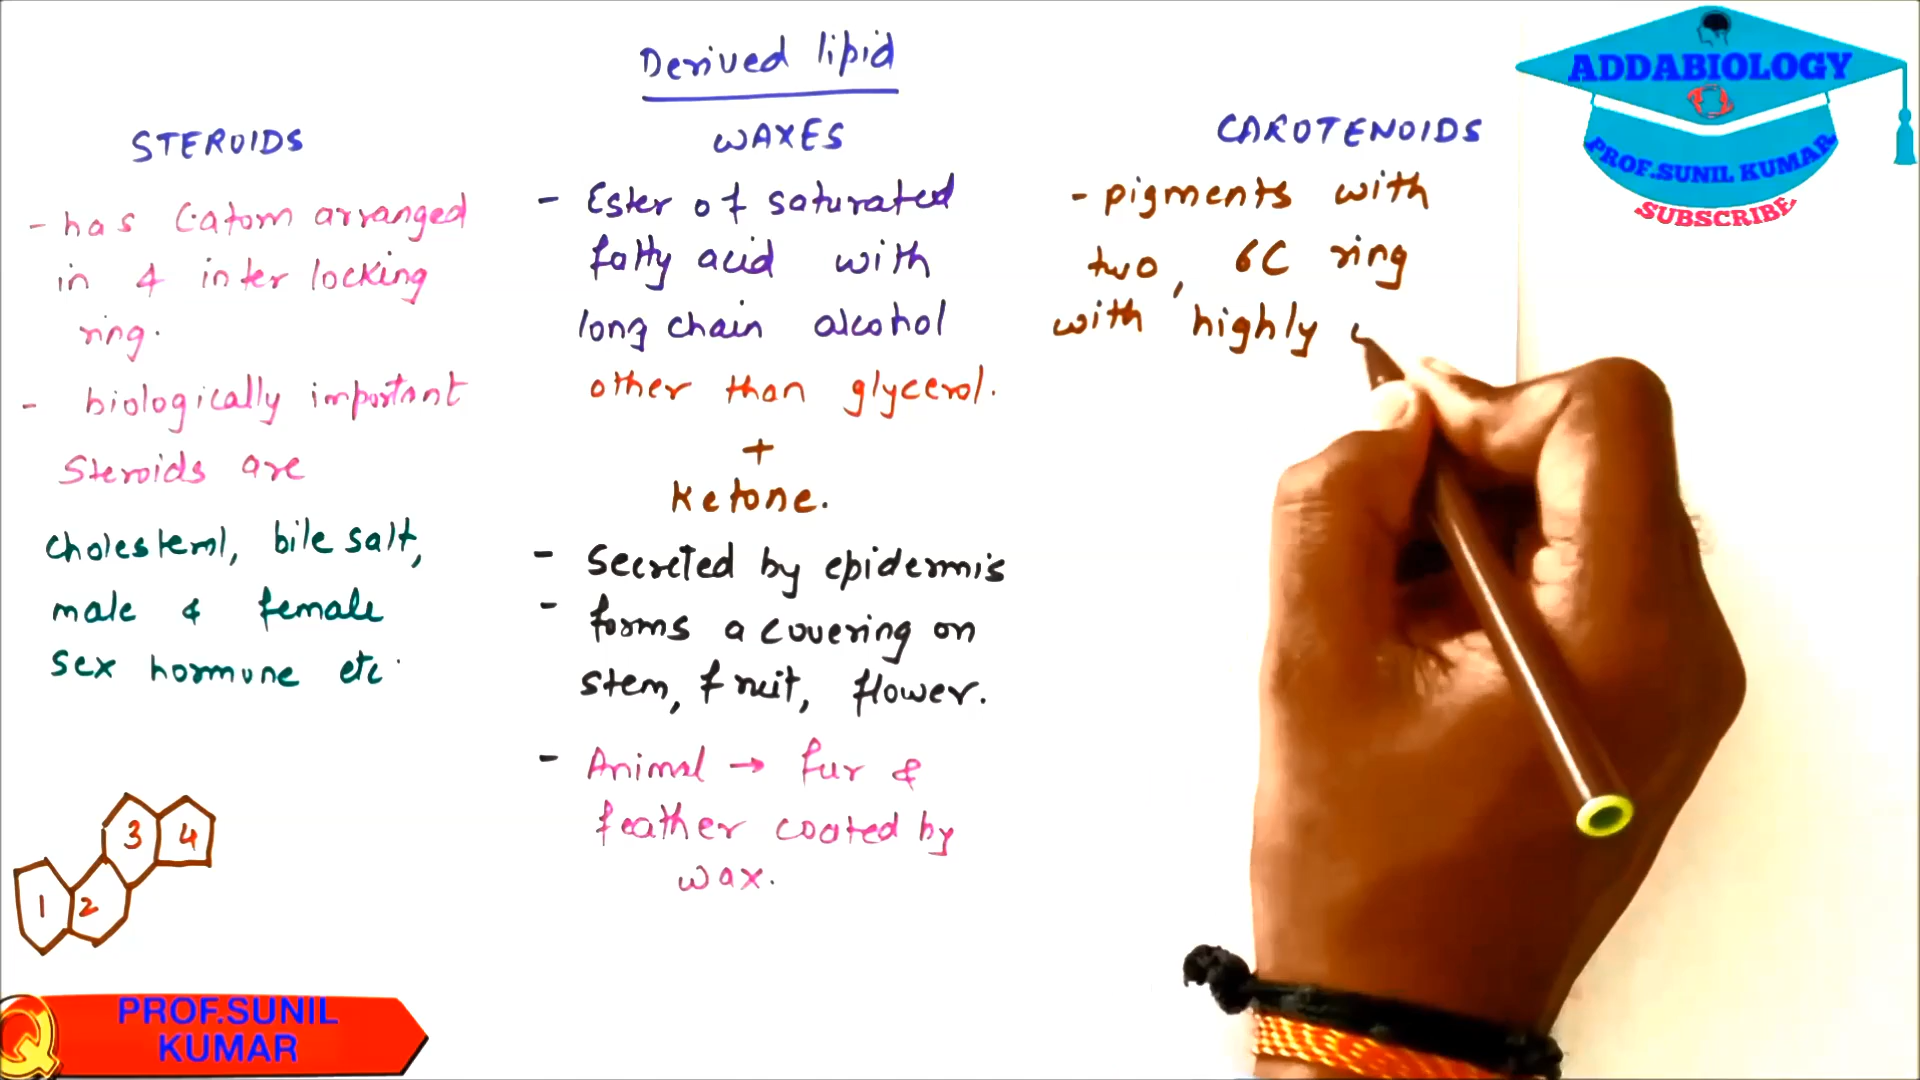 Derived lipid
STEROIDS
- has C-atom arranged
in 4 inter locking
ring.
- biologically important
Steroids are
cholesterol, bile salt,
male & female
sex hormone etc.
1 2 3 4
WAXES
- Ester of saturated
fatty acid with
long chain alcohol
other than glycerol.
+
Ketone.
- Secreted by epidermis
- forms a covering on
stem, fruit, flower.
- Animal → fur &
feather coated by
wax.
CAROTENOIDS
- pigments with
two, 6C ring
with highly
ADDABIOLOGY
PROF.SUNIL KUMAR
SUBSCRIBE
PROF.SUNIL
KUMAR